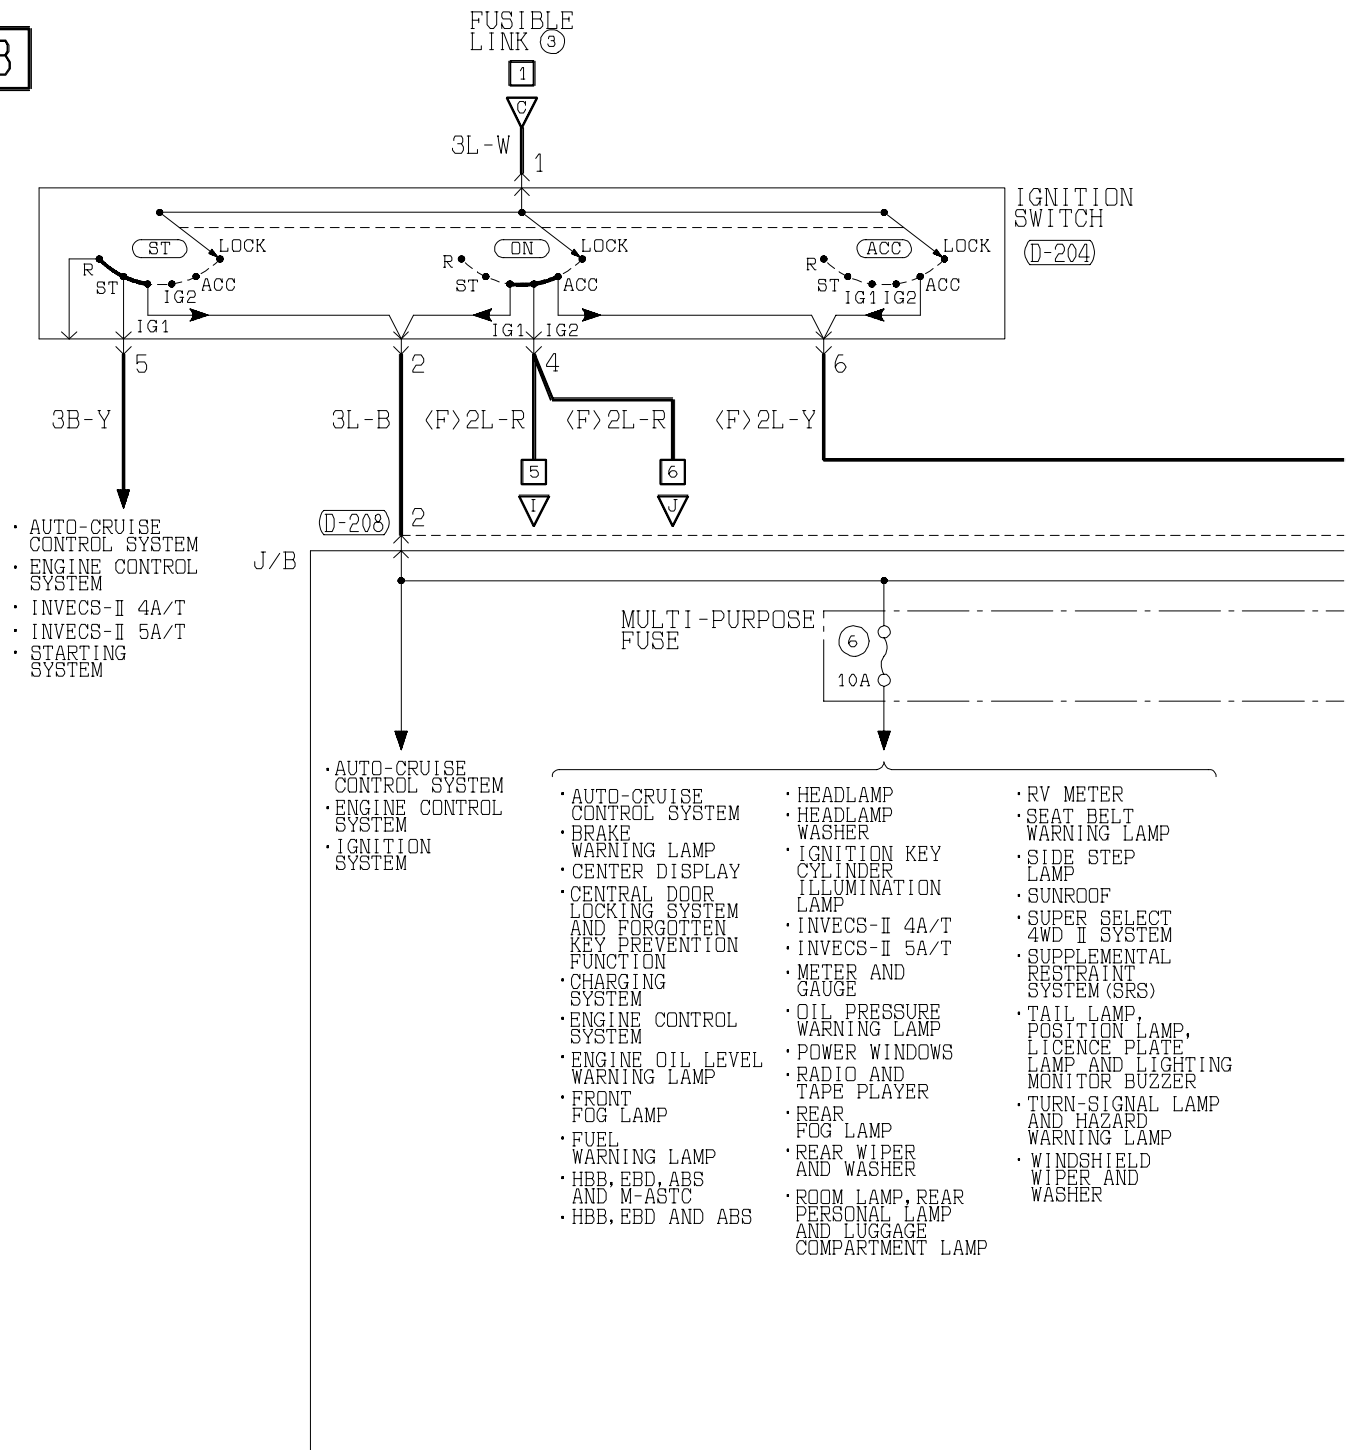 FUSIBLE
LINK ③
1
C
3L-W
1
IGNITION
SWITCH
D-204
ST
LOCK
R
ST
IG2
ACC
IG1
ON
LOCK
R
ST
ACC
IG1
IG2
ACC
LOCK
R
ST
IG1 IG2
ACC
5
2
4
6
3B-Y
3L-B
〈F〉2L-R
〈F〉2L-R
〈F〉2L-Y
5
6
I
J
D-208
2
J/B
· AUTO-CRUISE
CONTROL SYSTEM
· ENGINE CONTROL
SYSTEM
· INVECS-Ⅱ 4A/T
· INVECS-Ⅱ 5A/T
· STARTING
SYSTEM
MULTI-PURPOSE
FUSE
6
10A
· AUTO-CRUISE
CONTROL SYSTEM
· ENGINE CONTROL
SYSTEM
· IGNITION
SYSTEM
· AUTO-CRUISE
CONTROL SYSTEM
· BRAKE
WARNING LAMP
· CENTER DISPLAY
· CENTRAL DOOR
LOCKING SYSTEM
AND FORGOTTEN
KEY PREVENTION
FUNCTION
· CHARGING
SYSTEM
· ENGINE CONTROL
SYSTEM
· ENGINE OIL LEVEL
WARNING LAMP
· FRONT
FOG LAMP
· FUEL
WARNING LAMP
· HBB, EBD, ABS
AND M-ASTC
· HBB, EBD AND ABS
· HEADLAMP
· HEADLAMP
WASHER
· IGNITION KEY
CYLINDER
ILLUMINATION
LAMP
· INVECS-Ⅱ 4A/T
· INVECS-Ⅱ 5A/T
· METER AND
GAUGE
· OIL PRESSURE
WARNING LAMP
· POWER WINDOWS
· RADIO AND
TAPE PLAYER
· REAR
FOG LAMP
· REAR WIPER
AND WASHER
· ROOM LAMP, REAR
PERSONAL LAMP
AND LUGGAGE
COMPARTMENT LAMP
· RV METER
· SEAT BELT
WARNING LAMP
· SIDE STEP
LAMP
· SUNROOF
· SUPER SELECT
4WD Ⅱ SYSTEM
· SUPPLEMENTAL
RESTRAINT
SYSTEM (SRS)
· TAIL LAMP,
POSITION LAMP,
LICENCE PLATE
LAMP AND LIGHTING
MONITOR BUZZER
· TURN-SIGNAL LAMP
AND HAZARD
WARNING LAMP
· WINDSHIELD
WIPER AND
WASHER